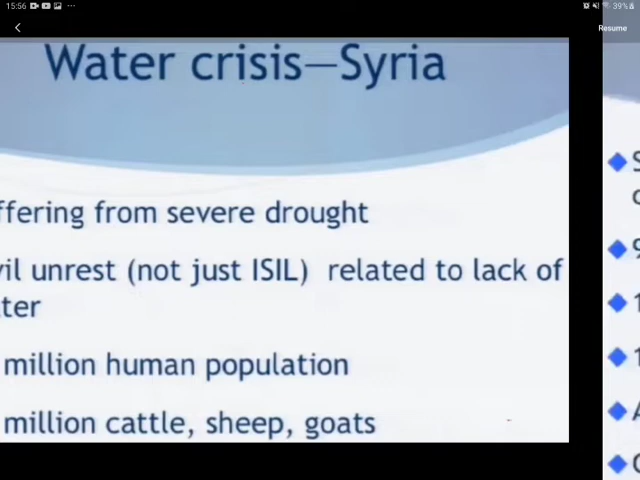 15:56
39%
Resume
Water crisis—Syria
ffering from severe drought
vil unrest (not just ISIL) related to lack of
ter
million human population
million cattle, sheep, goats